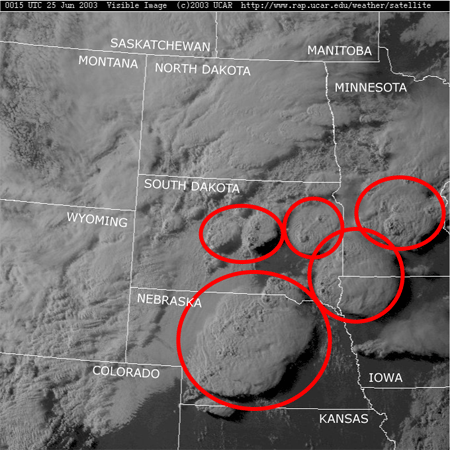 0015 UTC 25 Jun 2003 Visible Image (c)2003 UCAR http://www.rap.ucar.edu/weather/satellite
SASKATCHEWAN
MANITOBA
MONTANA
NORTH DAKOTA
MINNESOTA
SOUTH DAKOTA
WYOMING
NEBRASKA
COLORADO
IOWA
KANSAS